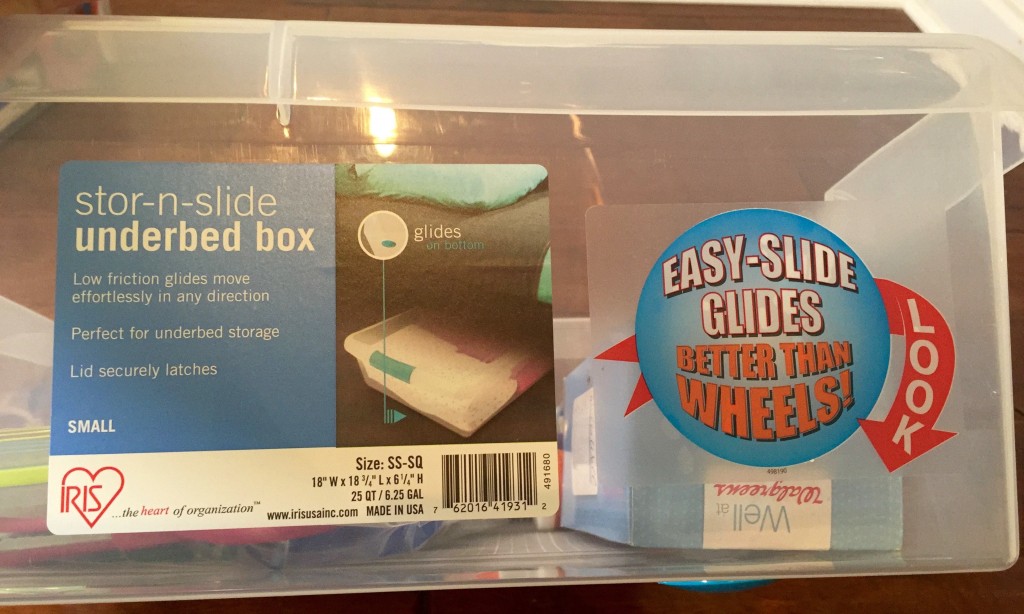 stor-n-slide
underbed box
Low friction glides move
effortlessly in any direction
Perfect for underbed storage
Lid securely latches
SMALL
glides
on bottom
IRIS
...the heart of organization™
Size: SS-SQ
18" W x 18 3/4" L x 6 1/4" H
25 QT / 6.25 GAL
www.irisusainc.com MADE IN USA
7 62016 41931 2
491680
EASY-SLIDE
GLIDES
BETTER THAN
WHEELS!
LOOK
498196
Well at
Walgreens